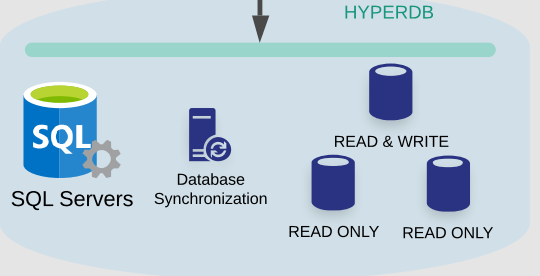 HYPERDB
SQL
READ & WRITE
SQL Servers
Database
Synchronization
READ ONLY
READ ONLY